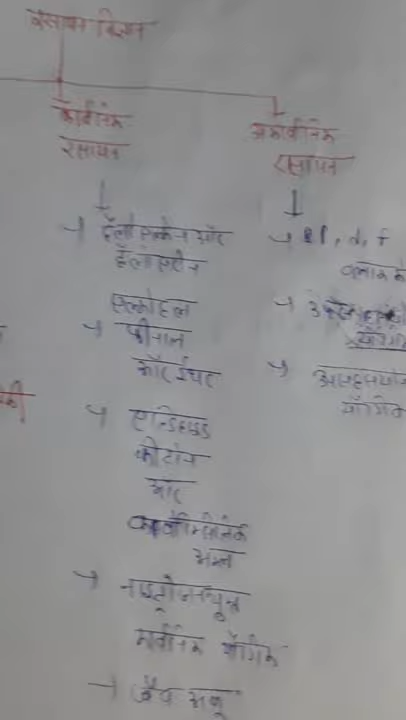 रसायन विज्ञान
कार्बनिक
रसायन
→ हैलोएल्केन और
हैलोएरीन
एल्कोहल
→ फीनॉल
और ईथर
→ एल्डिहाइड
कीटोन
और
कार्बोक्सिलिक
अम्ल
→ नाइट्रोजनयुक्त
कार्बनिक यौगिक
→ जैव अणु
अकार्बनिक
रसायन
→ P, d, f
ब्लाक के
→
→
यौगिक